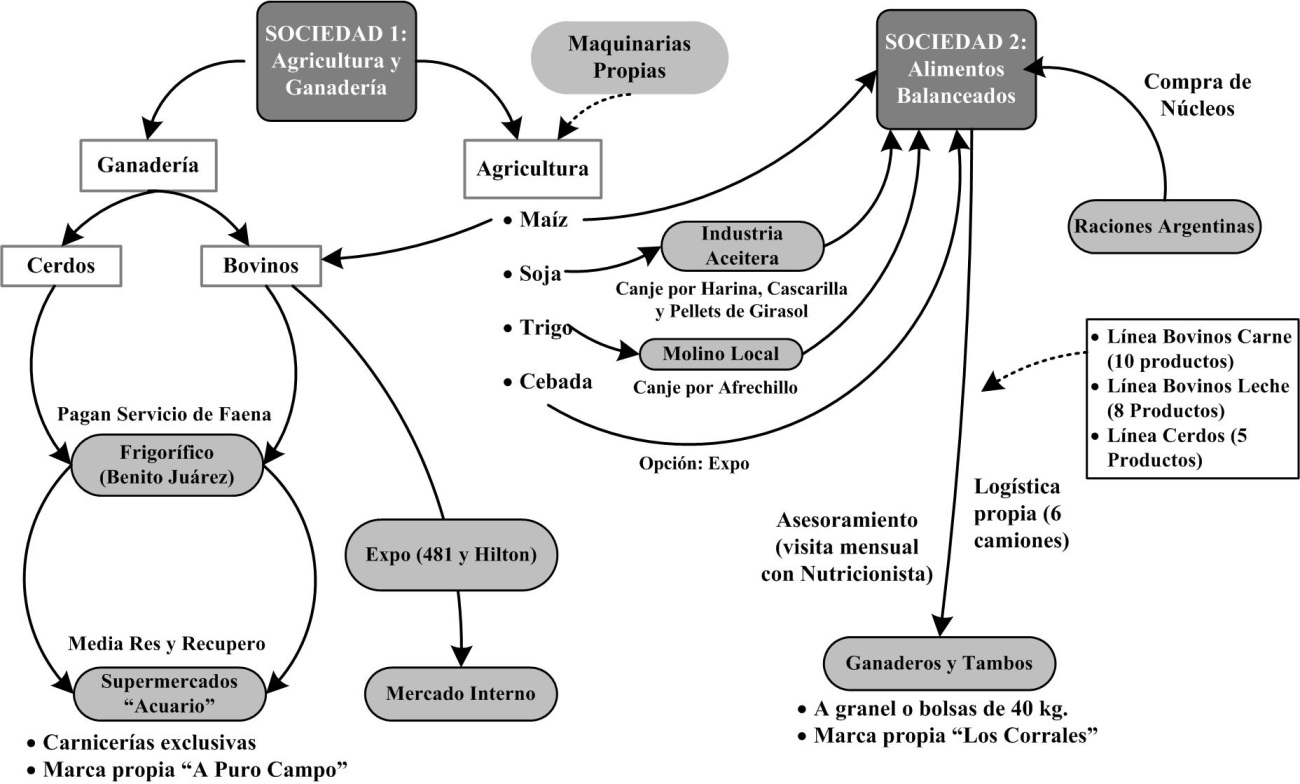 SOCIEDAD 1:
Agricultura y
Ganadería
Maquinarias
Propias
SOCIEDAD 2:
Alimentos
Balanceados
Compra de
Núcleos
Ganadería
Agricultura
Raciones Argentinas
Cerdos
Bovinos
• Maíz
• Soja
• Trigo
• Cebada
Industria
Aceitera
Canje por Harina, Cascarilla
y Pellets de Girasol
Molino Local
Canje por Afrechillo
Opción: Expo
• Línea Bovinos Carne
(10 productos)
• Línea Bovinos Leche
(8 Productos)
• Línea Cerdos (5
Productos)
Pagan Servicio de Faena
Frigorífico
(Benito Juárez)
Expo (481 y Hilton)
Asesoramiento
(visita mensual
con Nutricionista)
Logística
propia (6
camiones)
Media Res y Recupero
Supermercados
“Acuario”
Mercado Interno
Ganaderos y Tambos
• Carnicerías exclusivas
• Marca propia “A Puro Campo”
• A granel o bolsas de 40 kg.
• Marca propia “Los Corrales”